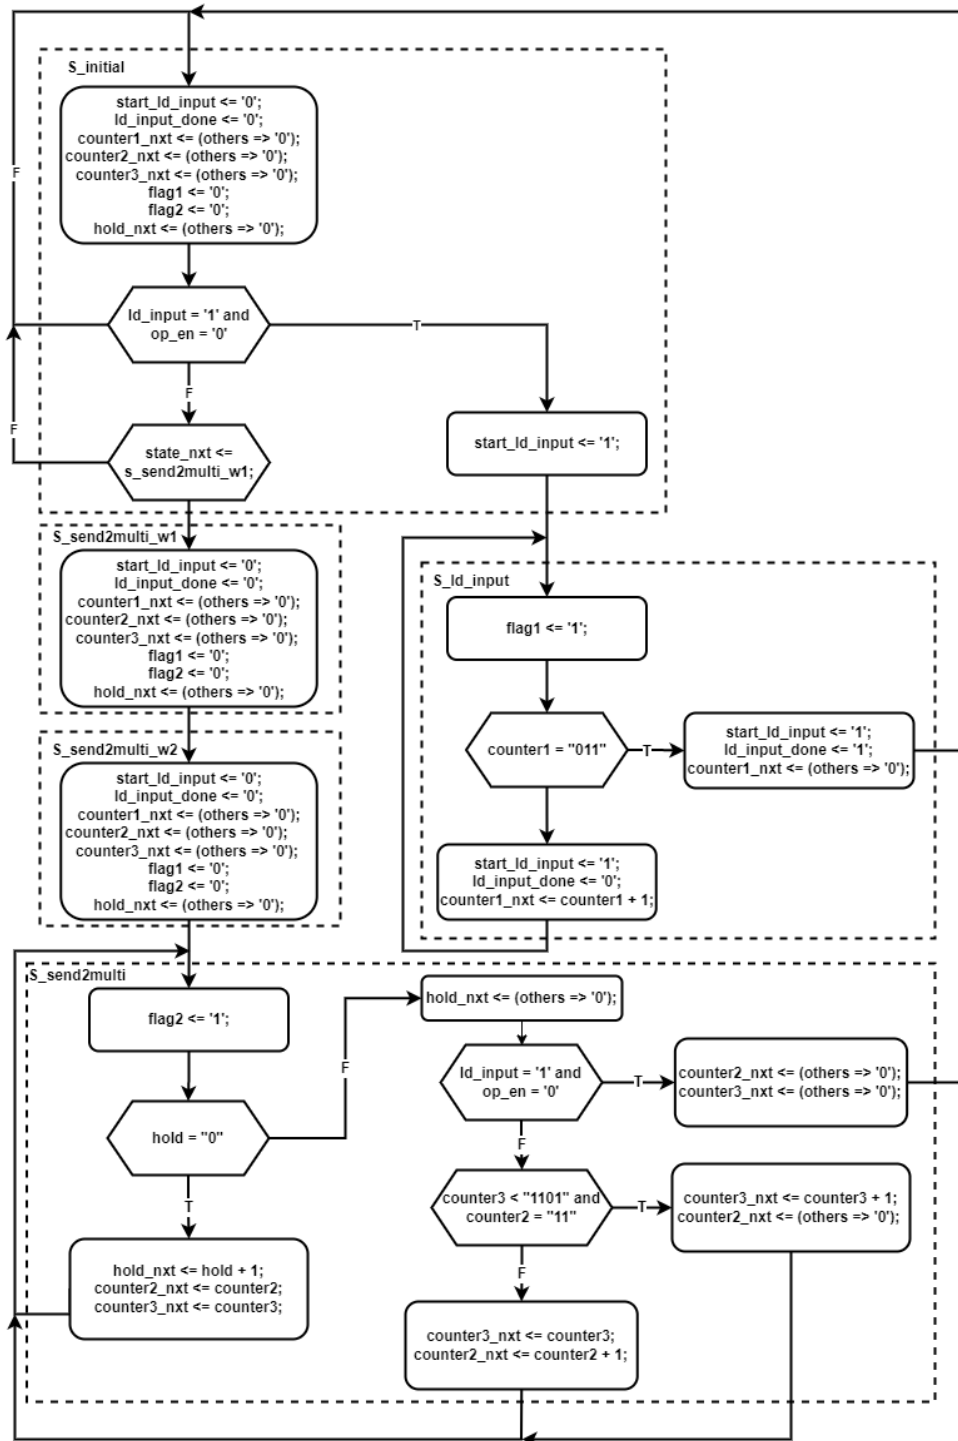 S_initial
start_ld_input <= '0';
ld_input_done <= '0';
counter1_nxt <= (others => '0');
counter2_nxt <= (others => '0');
counter3_nxt <= (others => '0');
flag1 <= '0';
flag2 <= '0';
hold_nxt <= (others => '0');
F
ld_input = '1' and
op_en = '0'
T
F
F
state_nxt <=
s_send2multi_w1;
start_ld_input <= '1';
S_send2multi_w1
start_ld_input <= '0';
ld_input_done <= '0';
counter1_nxt <= (others => '0');
counter2_nxt <= (others => '0');
counter3_nxt <= (others => '0');
flag1 <= '0';
flag2 <= '0';
hold_nxt <= (others => '0');
S_ld_input
flag1 <= '1';
counter1 = "011"
T
start_ld_input <= '1';
ld_input_done <= '1';
counter1_nxt <= (others => '0');
start_ld_input <= '1';
ld_input_done <= '0';
counter1_nxt <= counter1 + 1;
S_send2multi_w2
start_ld_input <= '0';
ld_input_done <= '0';
counter1_nxt <= (others => '0');
counter2_nxt <= (others => '0');
counter3_nxt <= (others => '0');
flag1 <= '0';
flag2 <= '0';
hold_nxt <= (others => '0');
S_send2multi
flag2 <= '1';
hold = "0"
F
T
hold_nxt <= hold + 1;
counter2_nxt <= counter2;
counter3_nxt <= counter3;
hold_nxt <= (others => '0');
ld_input = '1' and
op_en = '0'
T
counter2_nxt <= (others => '0');
counter3_nxt <= (others => '0');
F
counter3 < "1101" and
counter2 = "11"
T
counter3_nxt <= counter3 + 1;
counter2_nxt <= (others => '0');
F
counter3_nxt <= counter3;
counter2_nxt <= counter2 + 1;